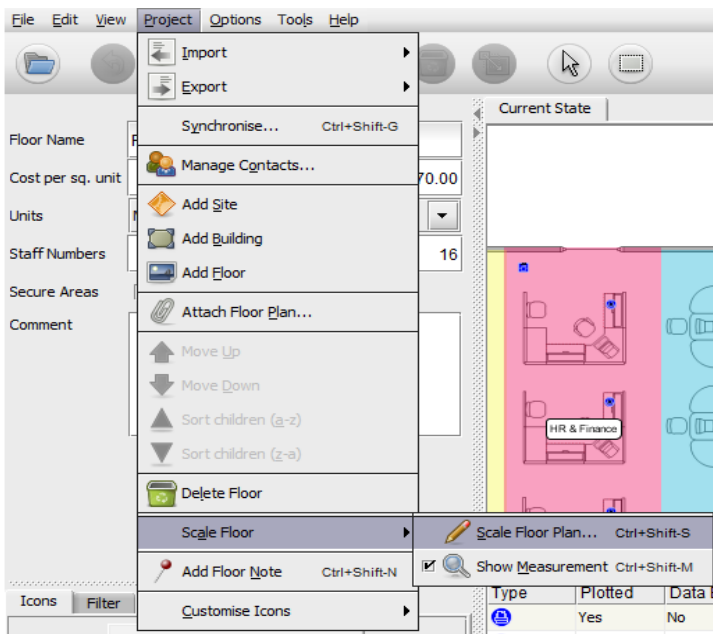 File Edit View Project Options Tools Help
Import
Export
Synchronise... Ctrl+Shift-G
Manage Contacts...
Add Site
Add Building
Add Floor
Attach Floor Plan...
Move Up
Move Down
Sort children (a-z)
Sort children (z-a)
Delete Floor
Scale Floor
Add Floor Note Ctrl+Shift-N
Customise Icons
Scale Floor Plan... Ctrl+Shift-S
Show Measurement Ctrl+Shift-M
Floor Name
Cost per sq. unit
70.00
Units
Staff Numbers
16
Secure Areas
Comment
Icons Filter
Current State
HR & Finance
Type Plotted Data
Yes No